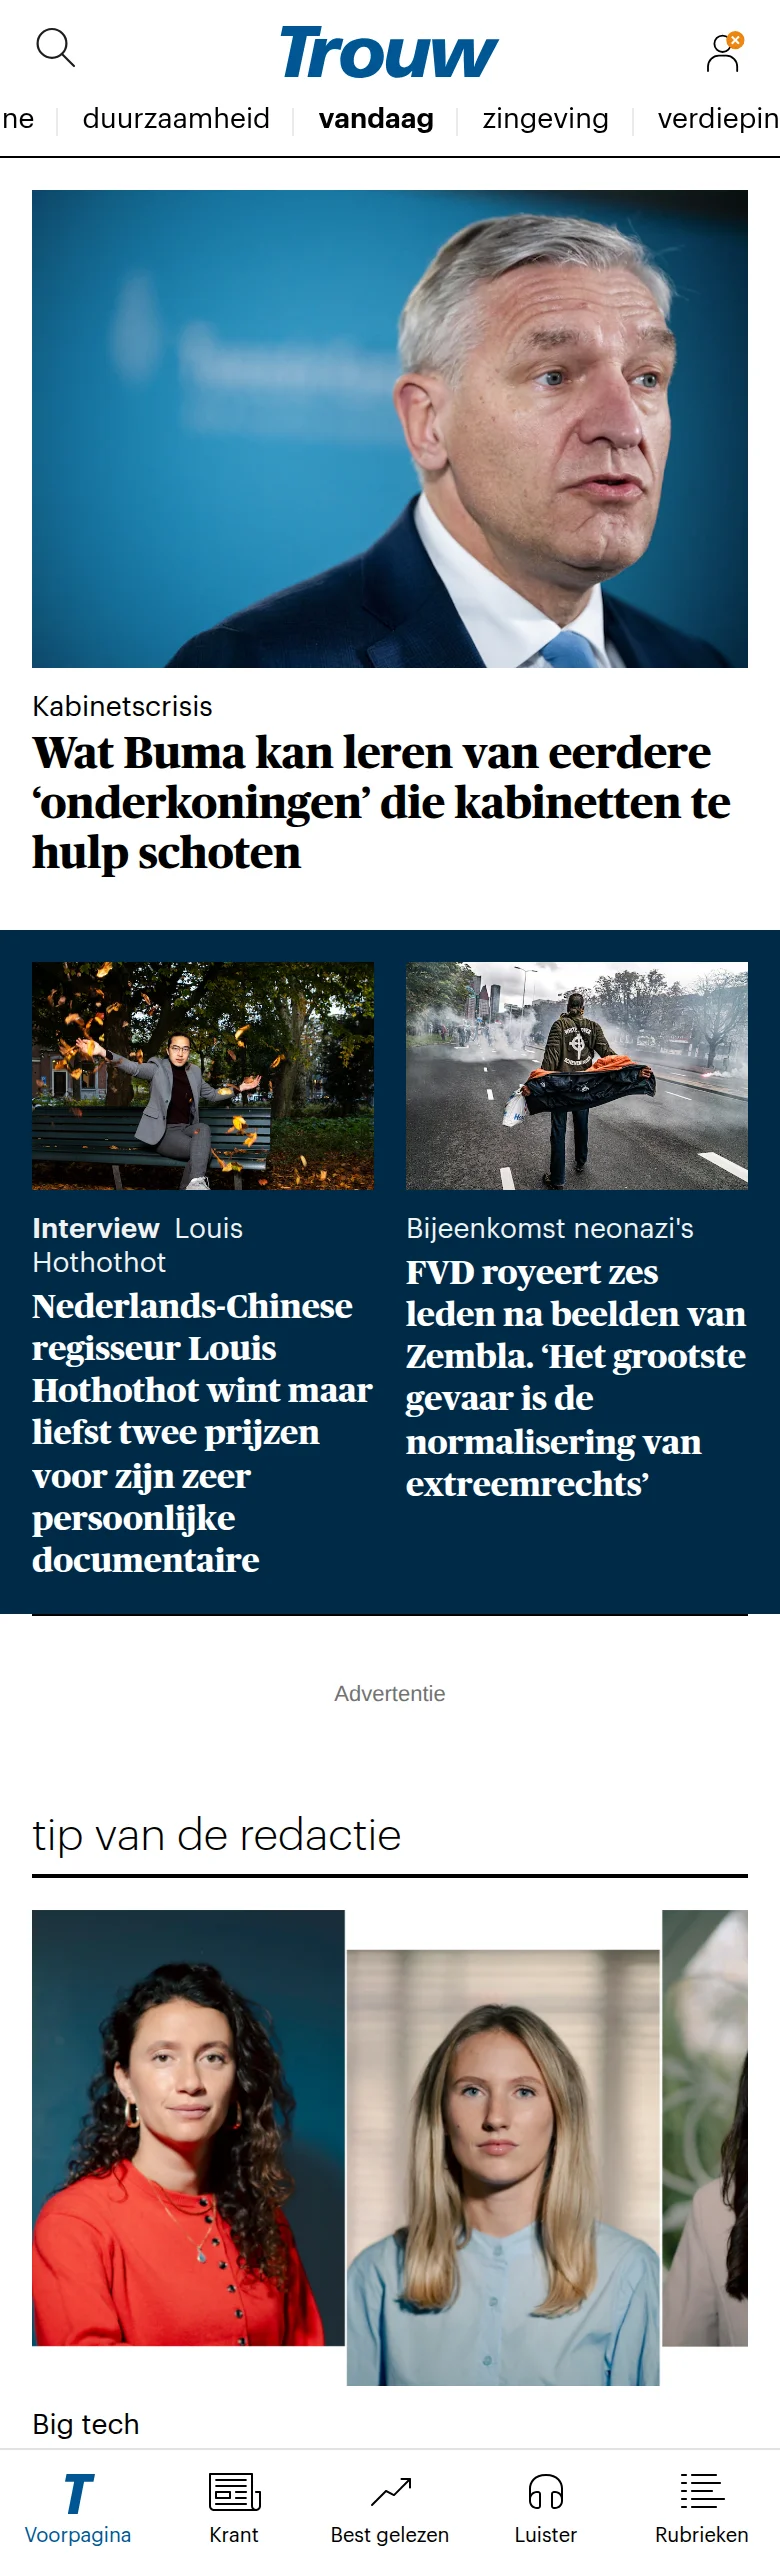 Trouw
ne
duurzaamheid
vandaag
zingeving
verdiepin
Kabinetscrisis
Wat Buma kan leren van eerdere
‘onderkoningen’ die kabinetten te
hulp schoten
Interview Louis
Hothothot
Nederlands-Chinese
regisseur Louis
Hothothot wint maar
liefst twee prijzen
voor zijn zeer
persoonlijke
documentaire
Bijeenkomst neonazi's
FVD royeert zes
leden na beelden van
Zembla. ‘Het grootste
gevaar is de
normalisering van
extreemrechts’
Advertentie
tip van de redactie
Big tech
T
Voorpagina
Krant
Best gelezen
Luister
Rubrieken